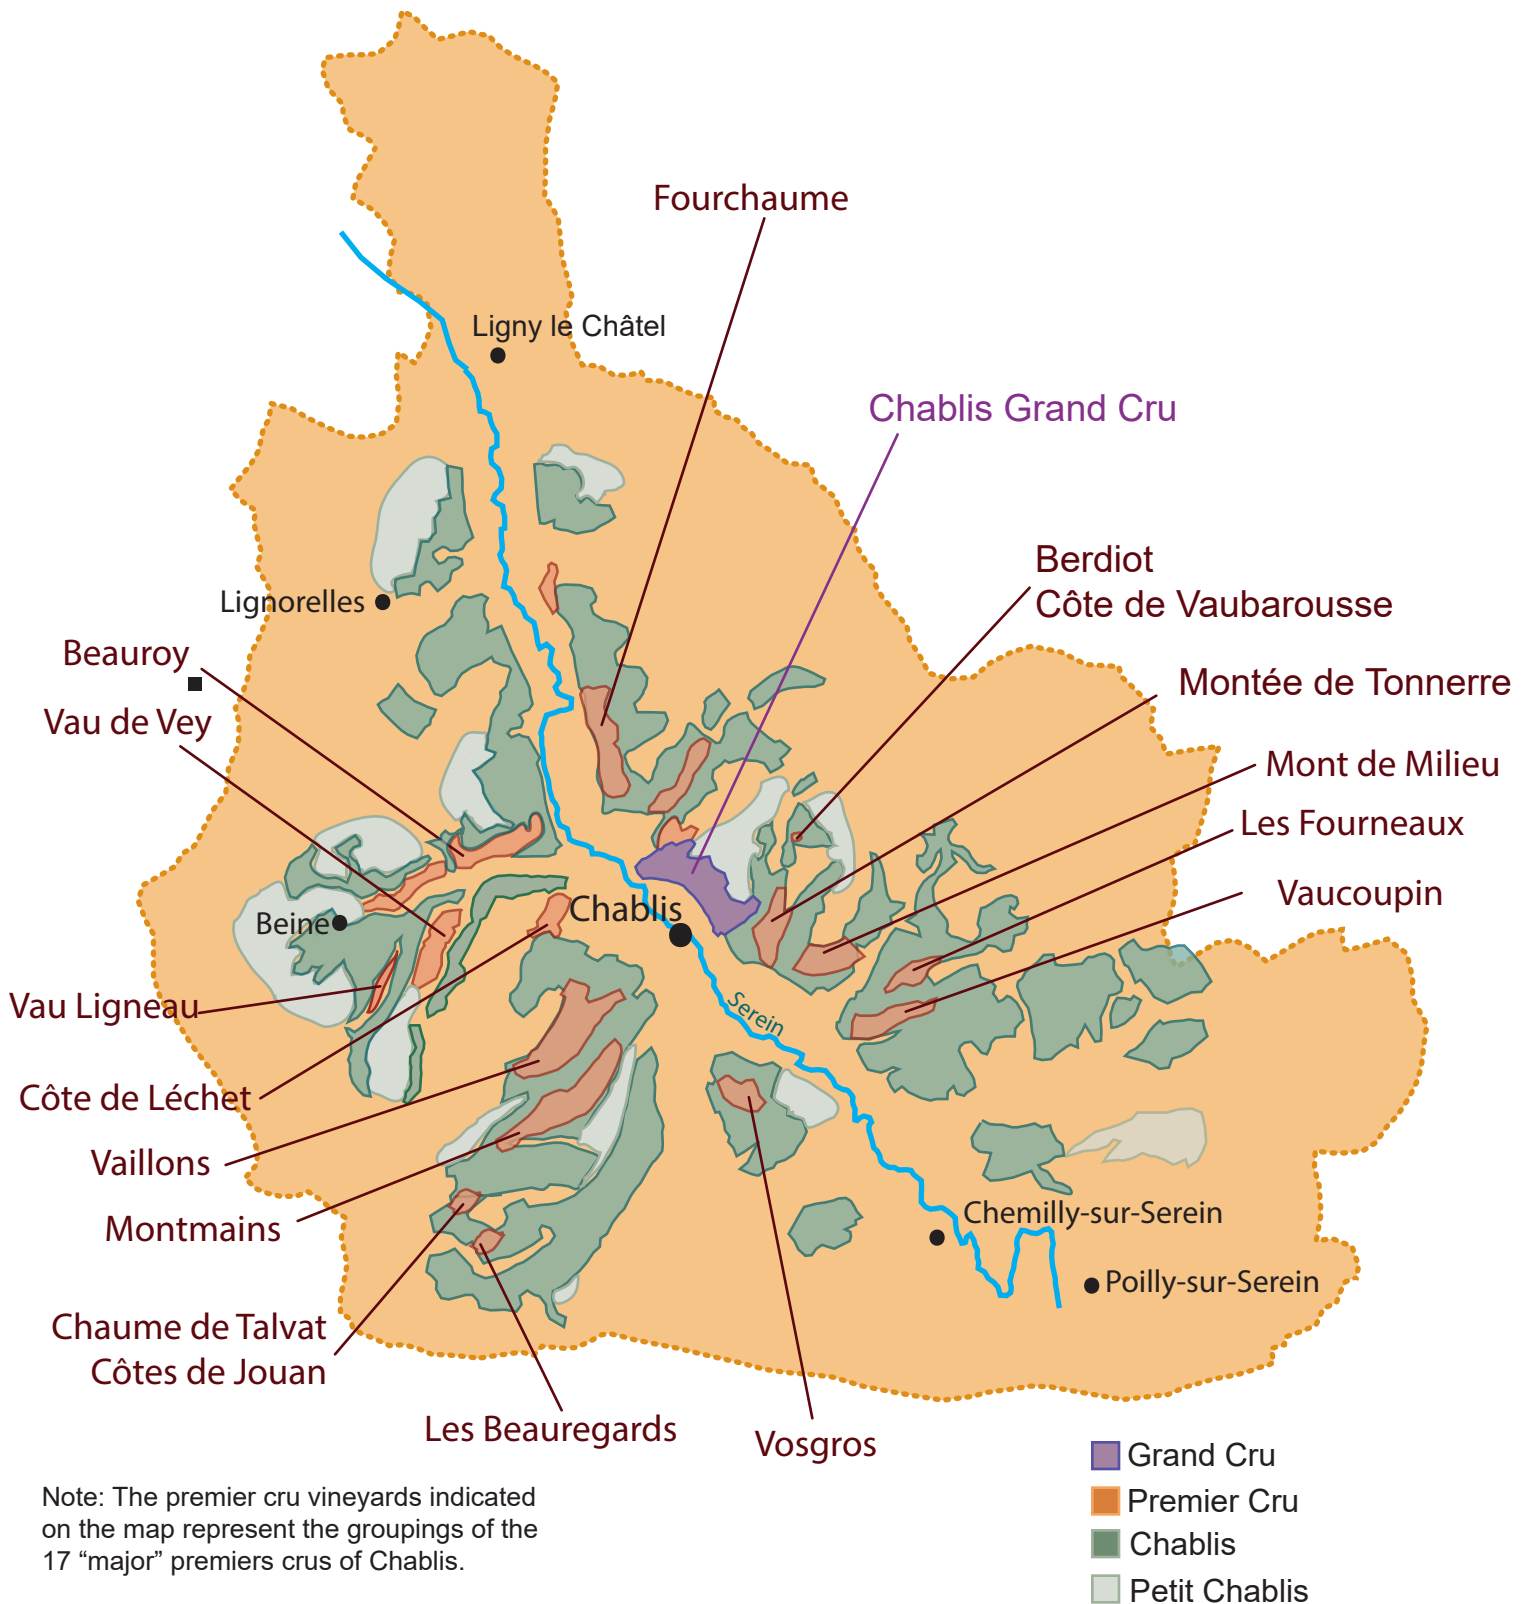 Fourchaume
Ligny le Châtel
Chablis Grand Cru
Berdiot
Côte de Vaubarousse
Lignorelles
Beauroy
Montée de Tonnerre
Vau de Vey
Mont de Milieu
Les Fourneaux
Vaucoupin
Chablis
Beine
Vau Ligneau
Serein
Côte de Léchet
Vaillons
Montmains
Chemilly-sur-Serein
Poilly-sur-Serein
Chaume de Talvat
Côtes de Jouan
Les Beauregards
Vosgros
Grand Cru
Premier Cru
Chablis
Petit Chablis
Note: The premier cru vineyards indicated
on the map represent the groupings of the
17 “major” premiers crus of Chablis.